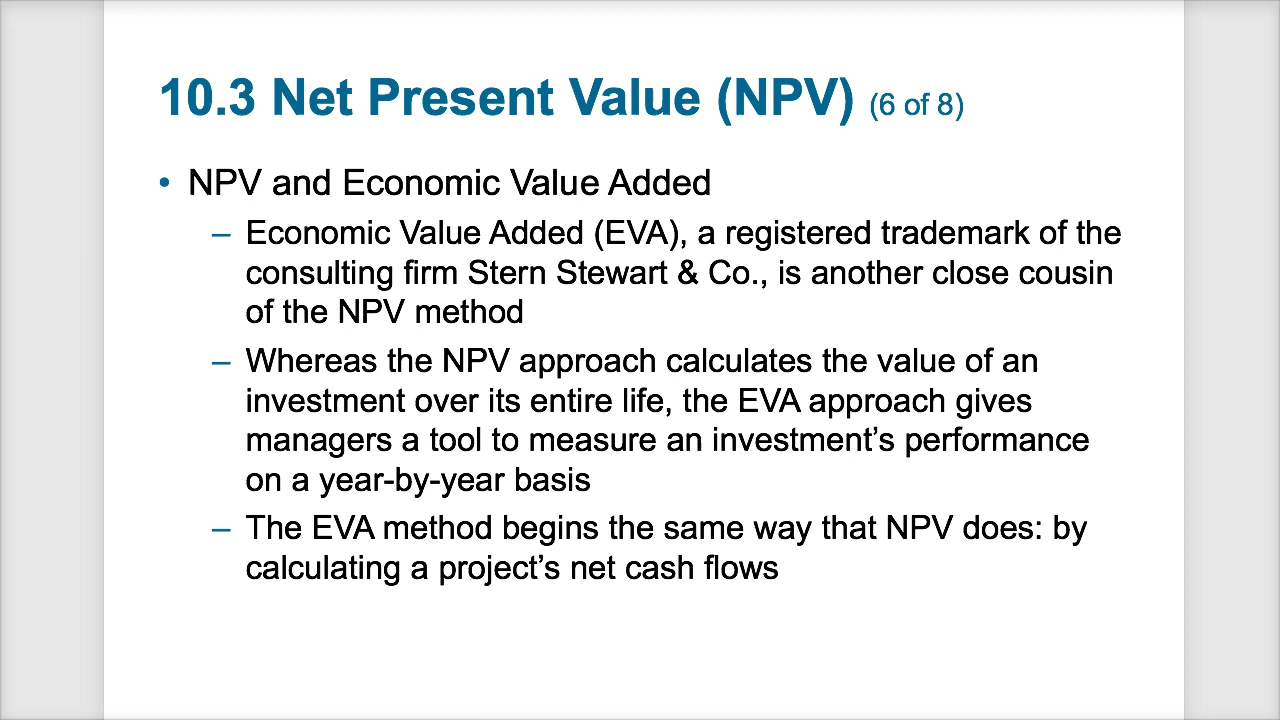 10.3 Net Present Value (NPV) (6 of 8)
• NPV and Economic Value Added
– Economic Value Added (EVA), a registered trademark of the
consulting firm Stern Stewart & Co., is another close cousin
of the NPV method
– Whereas the NPV approach calculates the value of an
investment over its entire life, the EVA approach gives
managers a tool to measure an investment’s performance
on a year-by-year basis
– The EVA method begins the same way that NPV does: by
calculating a project’s net cash flows